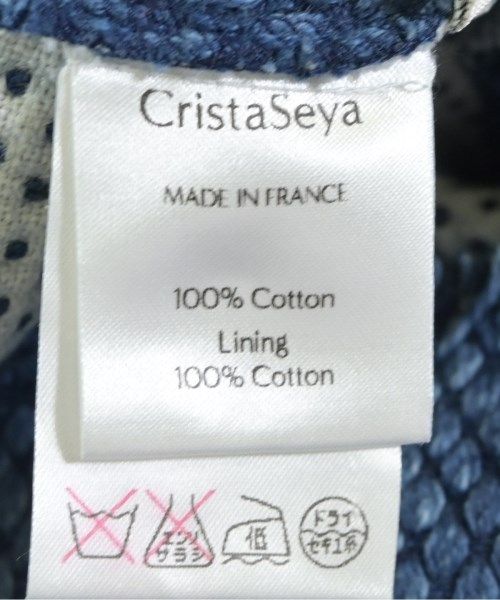 CristaSeya
MADE IN FRANCE
100% Cotton
Lining
100% Cotton
エンソ
サラシ
低
ドライ
セキユ系